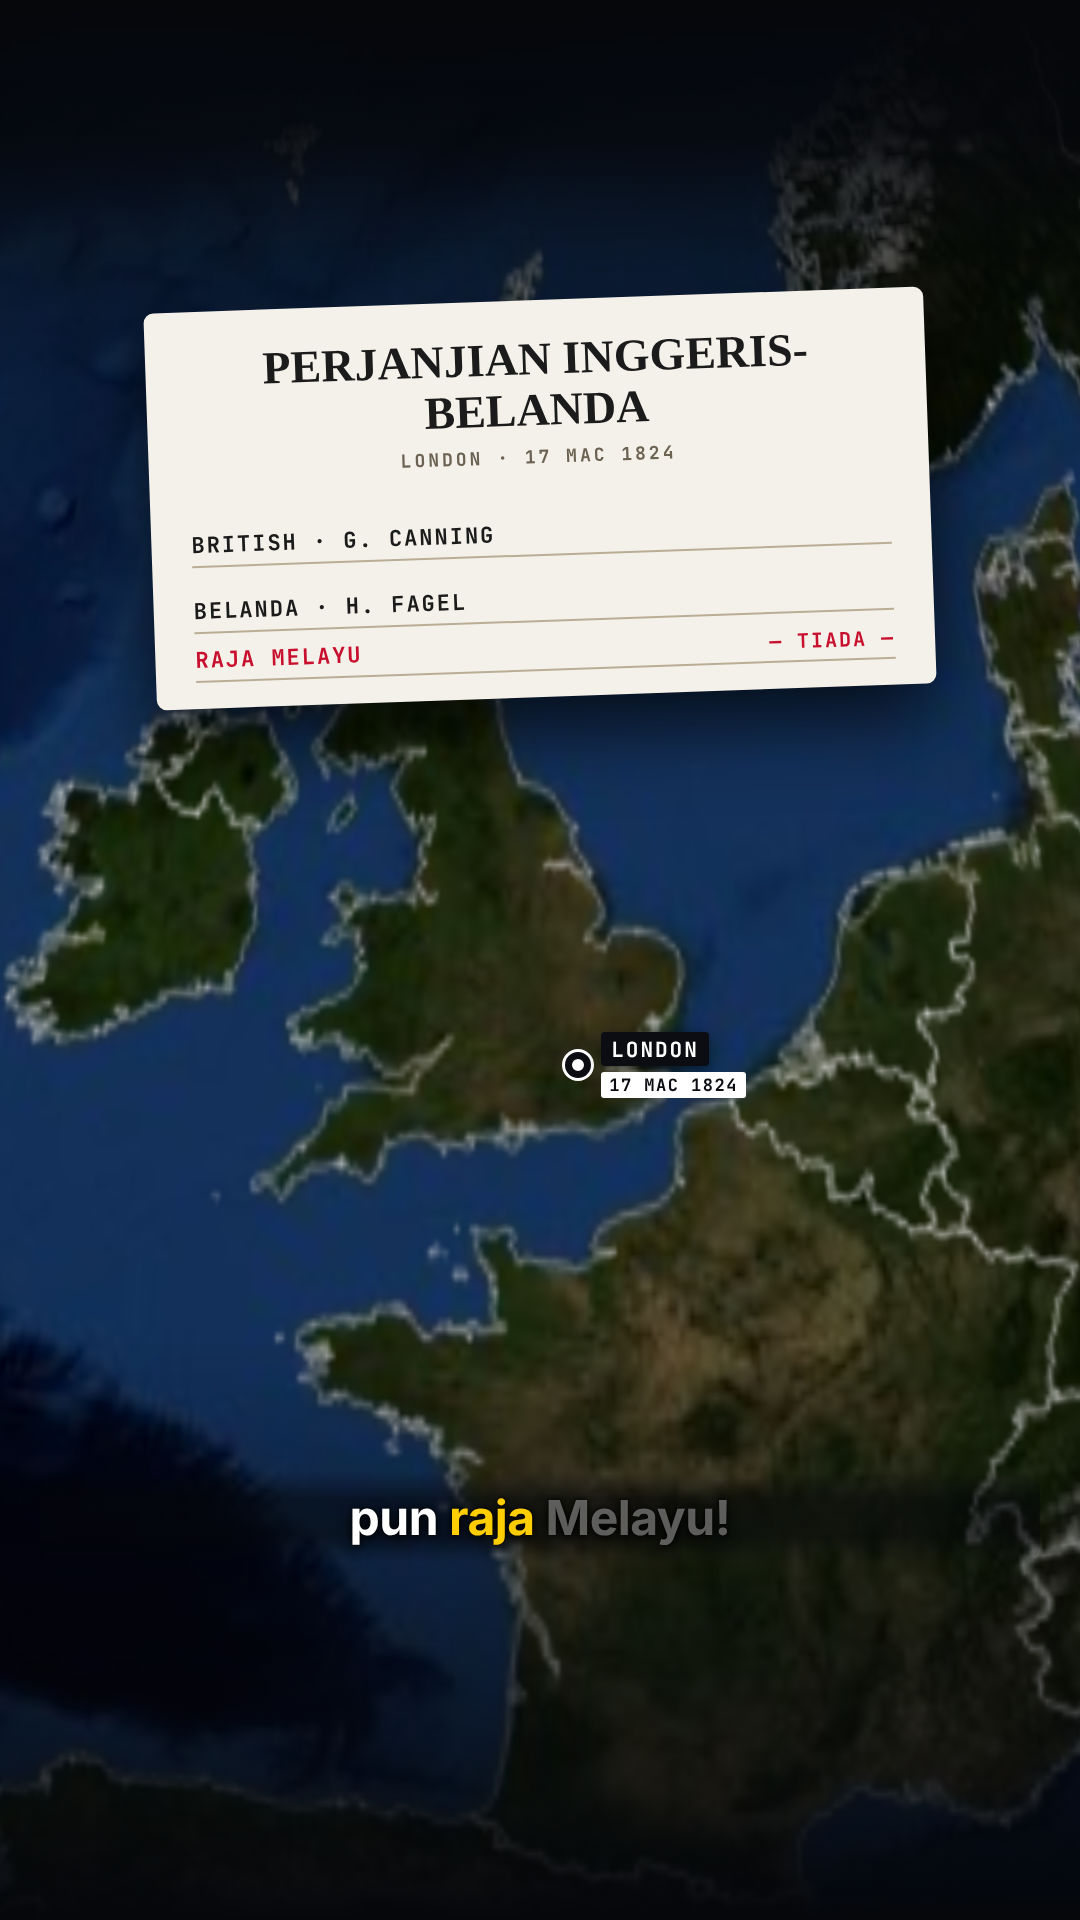 PERJANJIAN INGGERIS-
BELANDA
LONDON · 17 MAC 1824
BRITISH · G. CANNING
BELANDA · H. FAGEL
RAJA MELAYU — TIADA —
LONDON
17 MAC 1824
pun raja Melayu!